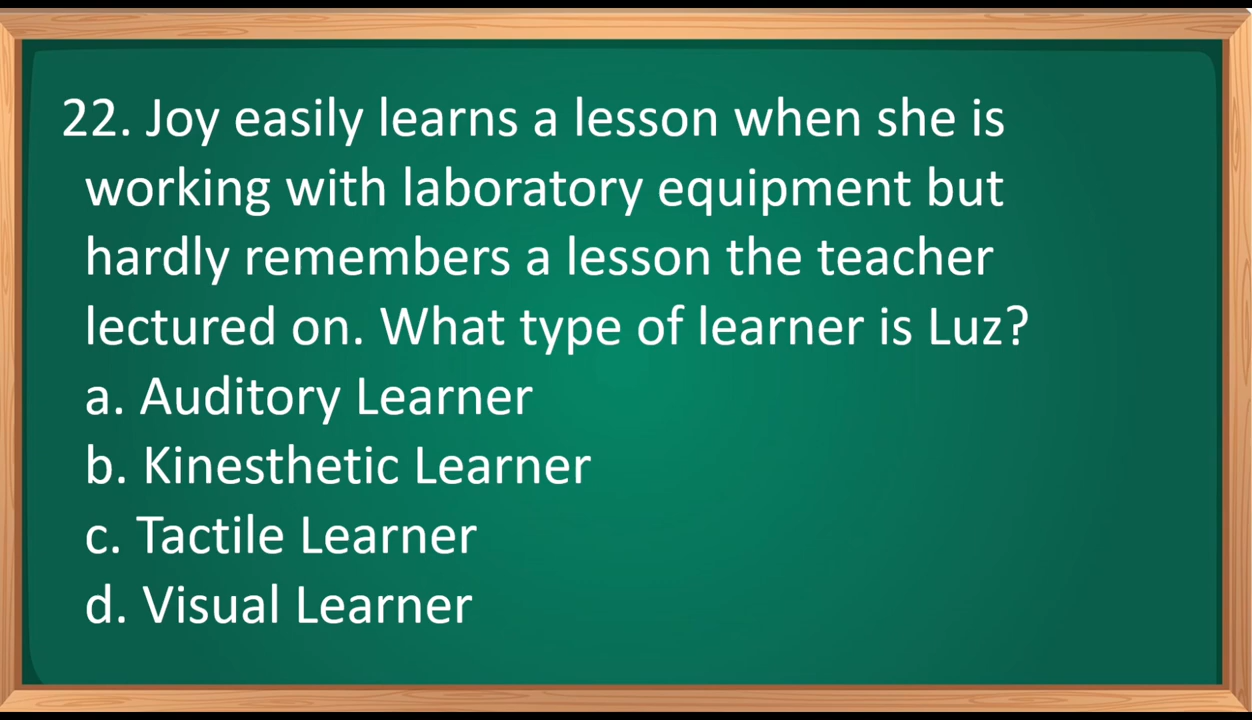 22. Joy easily learns a lesson when she is
working with laboratory equipment but
hardly remembers a lesson the teacher
lectured on. What type of learner is Luz?
a. Auditory Learner
b. Kinesthetic Learner
c. Tactile Learner
d. Visual Learner